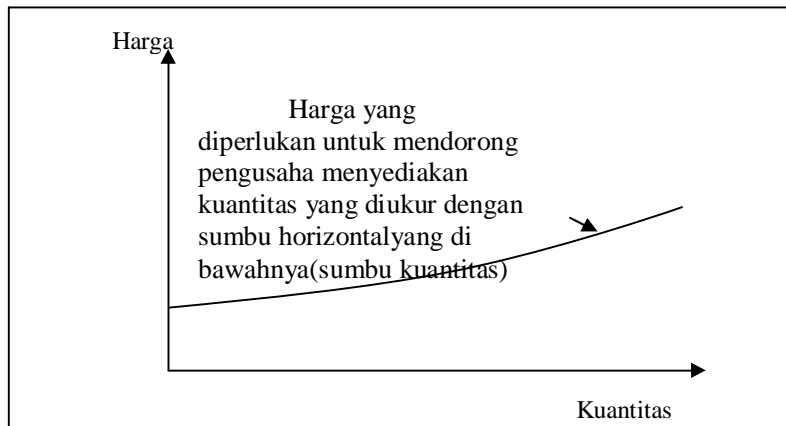 Harga
Harga yang
diperlukan untuk mendorong
pengusaha menyediakan
kuantitas yang diukur dengan
sumbu horizontalyang di
bawahnya(sumbu kuantitas)
Kuantitas